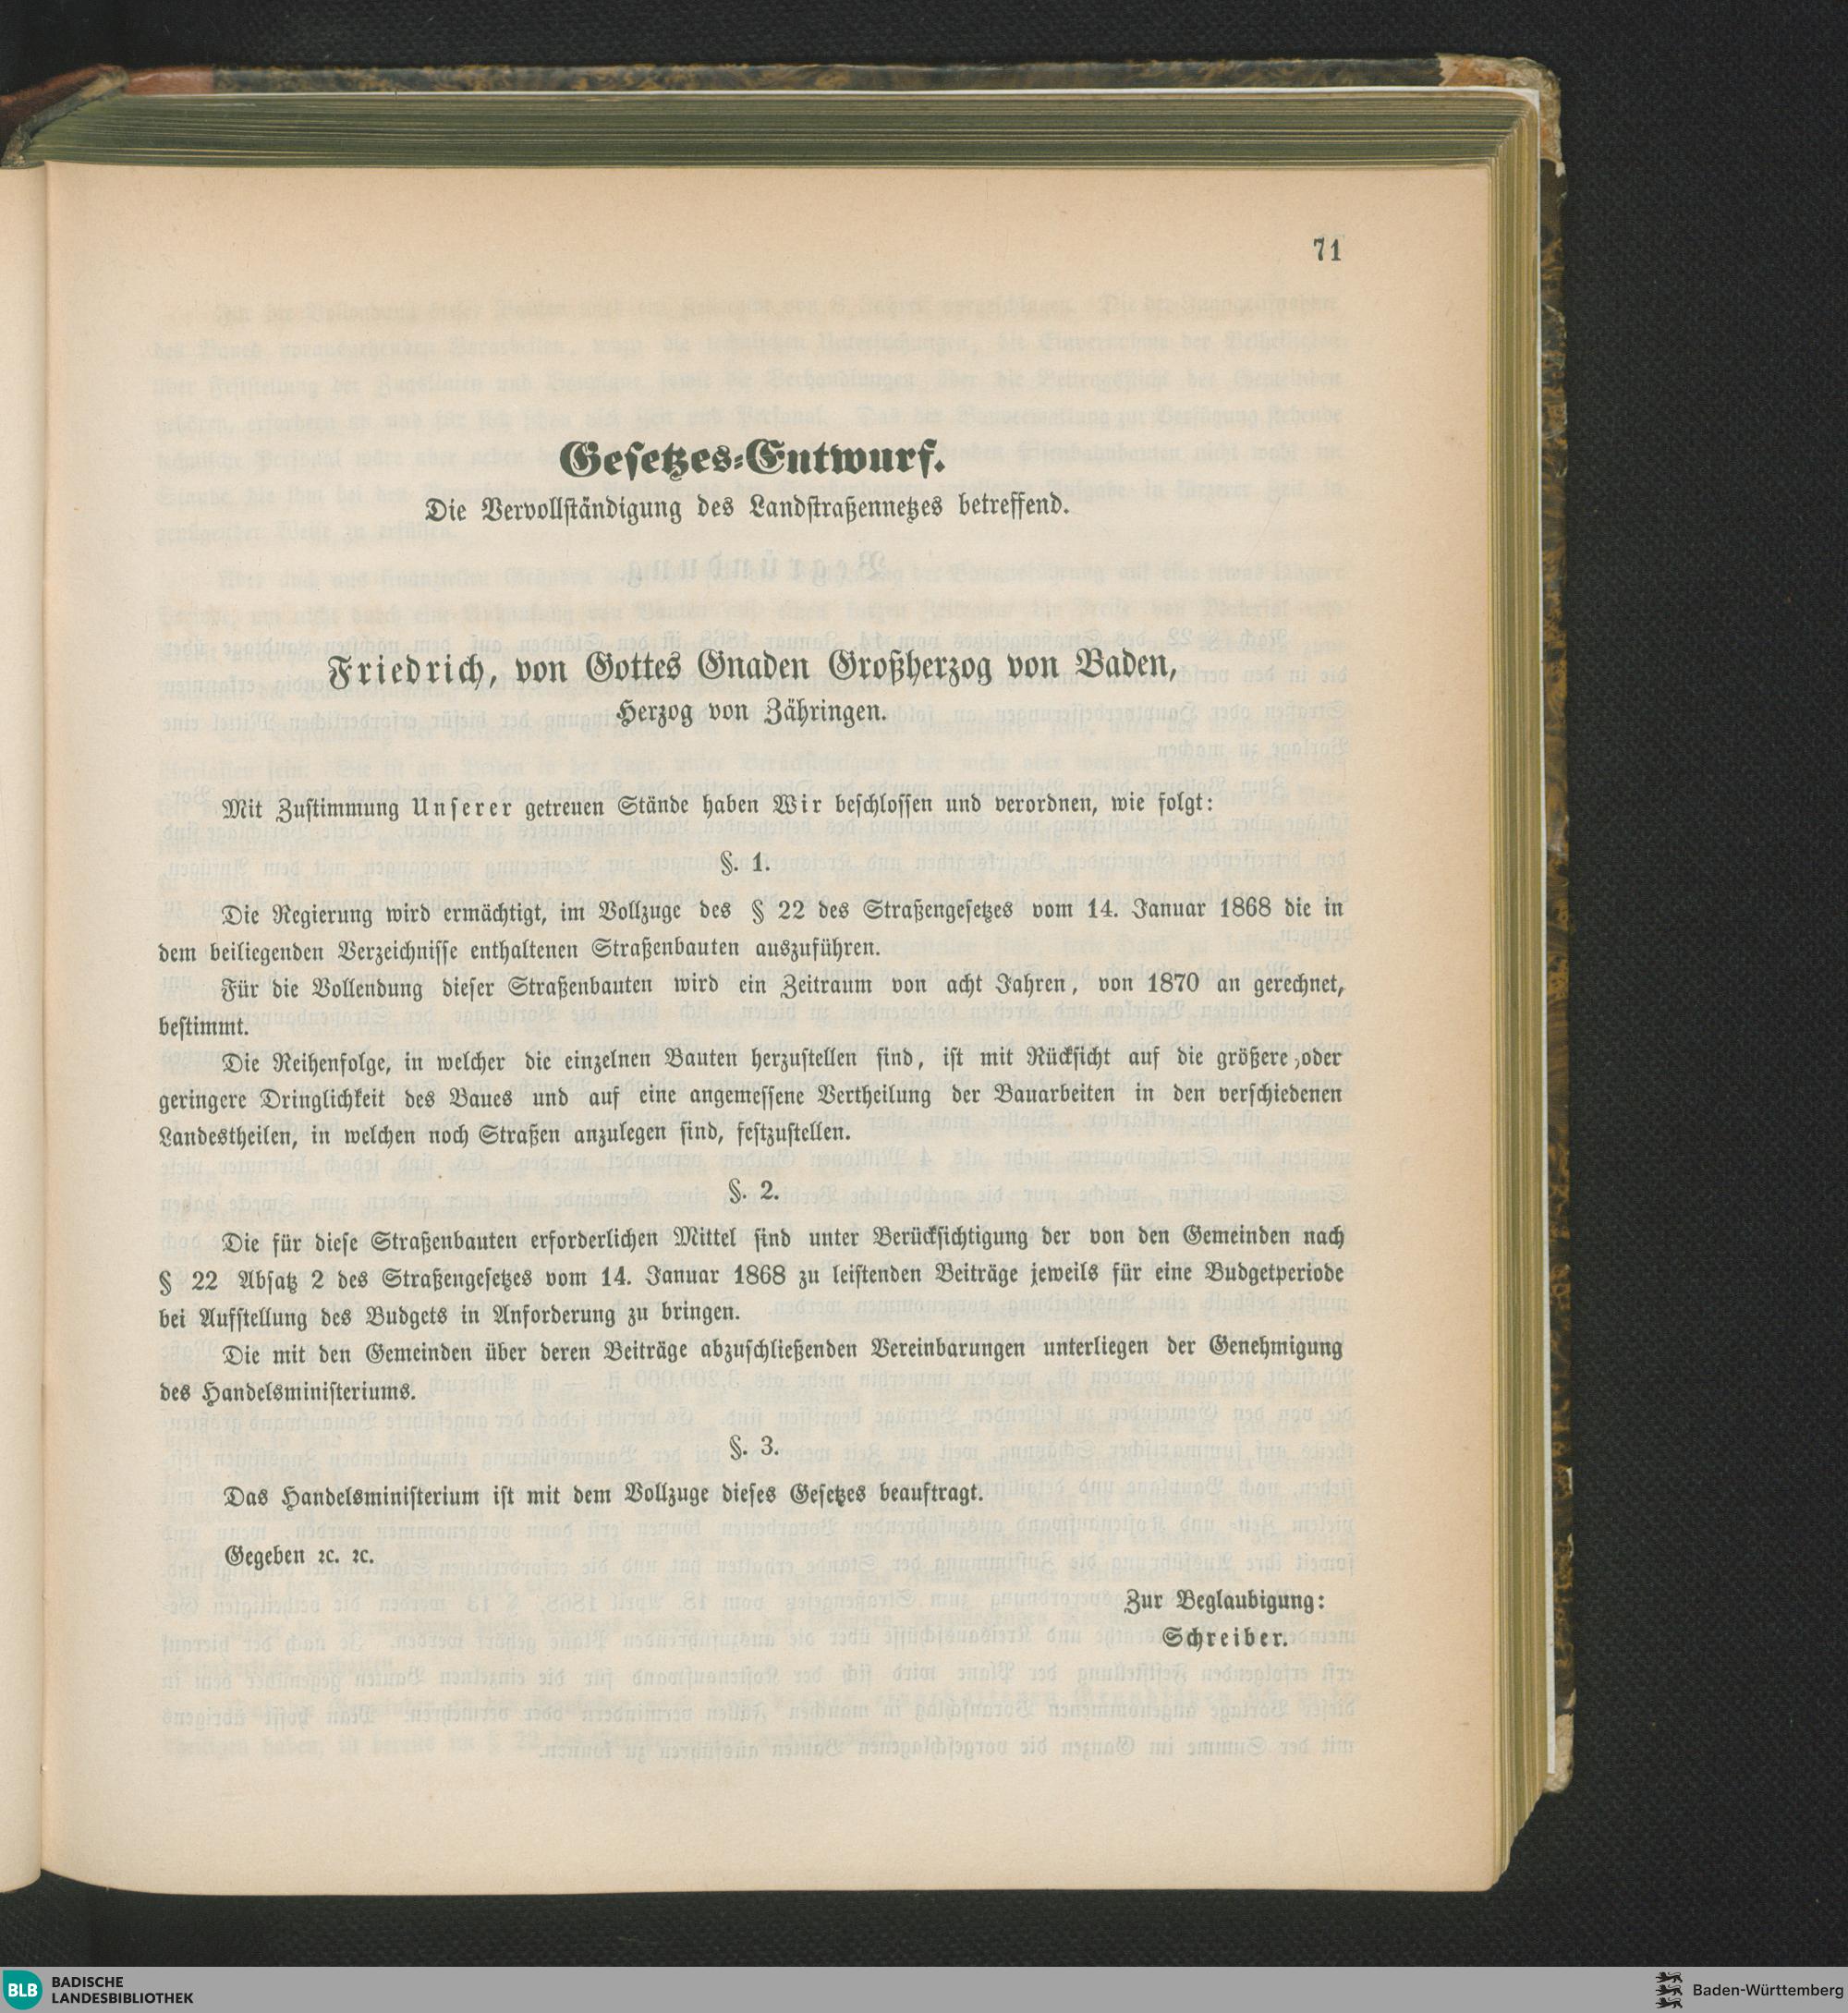 71
Gesetzes-Entwurf.
Die Vervollständigung des Landstraßennetzes betreffend.
Friedrich, von Gottes Gnaden Großherzog von Baden,
Herzog von Zähringen.
Mit Zustimmung Unserer getreuen Stände haben Wir beschlossen und verordnen, wie folgt:
§. 1.
Die Regierung wird ermächtigt, im Vollzuge des § 22 des Straßengesetzes vom 14. Januar 1868 die in
dem beiliegenden Verzeichnisse enthaltenen Straßenbauten auszuführen.
Für die Vollendung dieser Straßenbauten wird ein Zeitraum von acht Jahren, von 1870 an gerechnet,
bestimmt.
Die Reihenfolge, in welcher die einzelnen Bauten herzustellen sind, ist mit Rücksicht auf die größere oder
geringere Dringlichkeit des Baues und auf eine angemessene Vertheilung der Bauarbeiten in den verschiedenen
Landestheilen, in welchen noch Straßen anzulegen sind, festzustellen.
§. 2.
Die für diese Straßenbauten erforderlichen Mittel sind unter Berücksichtigung der von den Gemeinden nach
§ 22 Absatz 2 des Straßengesetzes vom 14. Januar 1868 zu leistenden Beiträge jeweils für eine Budgetperiode
bei Aufstellung des Budgets in Anforderung zu bringen.
Die mit den Gemeinden über deren Beiträge abzuschließenden Vereinbarungen unterliegen der Genehmigung
des Handelsministeriums.
§. 3.
Das Handelsministerium ist mit dem Vollzuge dieses Gesetzes beauftragt.
Gegeben ꝛc. ꝛc.
Zur Beglaubigung:
Schreiber.
BLB BADISCHE
LANDESBIBLIOTHEK
Baden-Württemberg